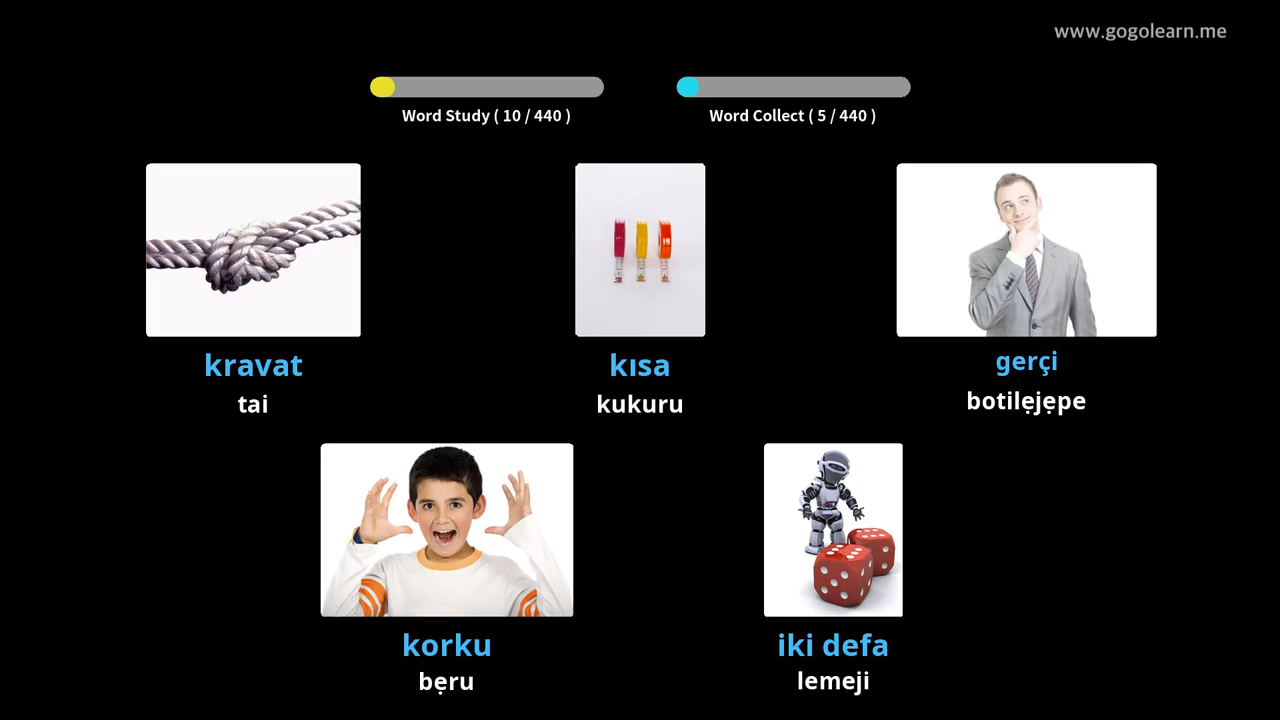 www.gogolearn.me
Word Study ( 10 / 440 )
Word Collect ( 5 / 440 )
kravat
tai
kısa
kukuru
gerçi
botilẹjẹpe
korku
bẹru
iki defa
lemeji